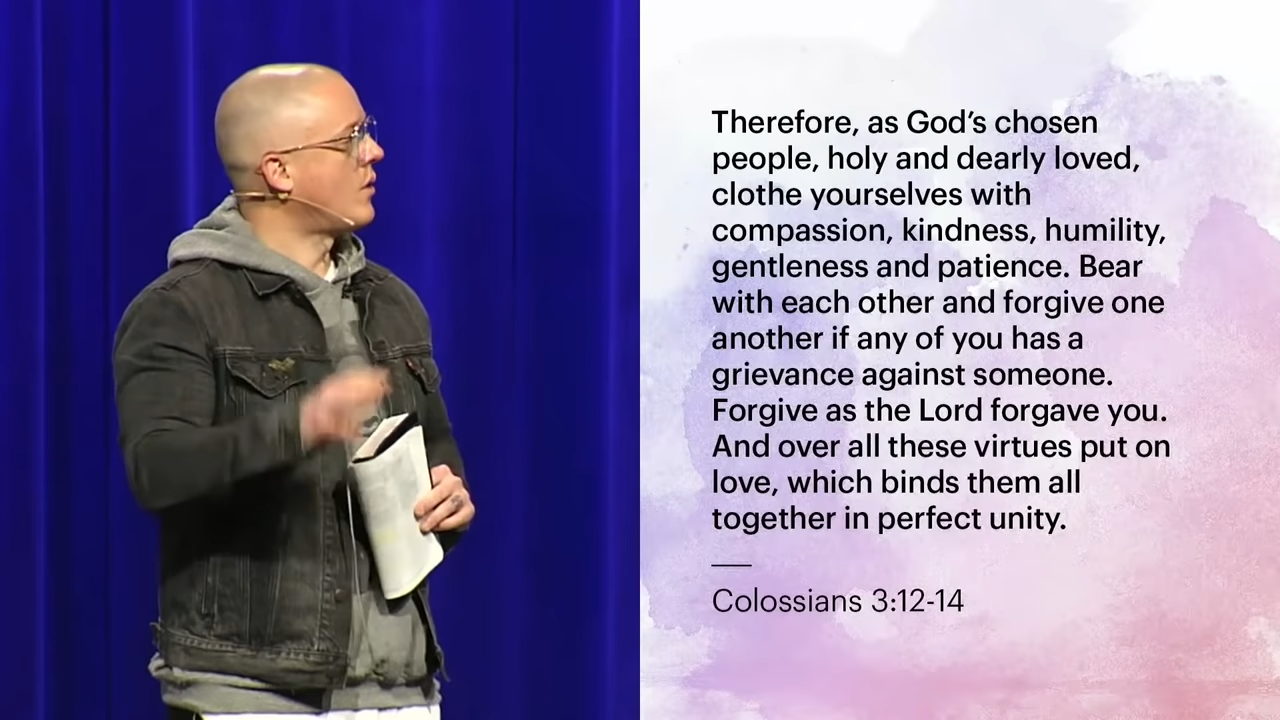 Therefore, as God’s chosen
people, holy and dearly loved,
clothe yourselves with
compassion, kindness, humility,
gentleness and patience. Bear
with each other and forgive one
another if any of you has a
grievance against someone.
Forgive as the Lord forgave you.
And over all these virtues put on
love, which binds them all
together in perfect unity.
Colossians 3:12-14